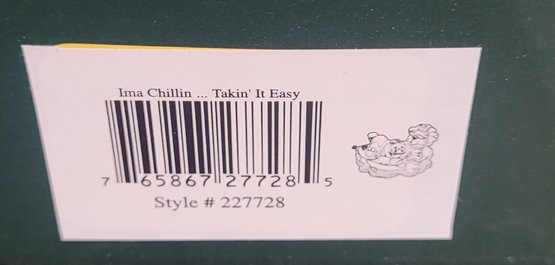 Ima Chillin ... Takin' It Easy
7 65867 27728 5
Style # 227728